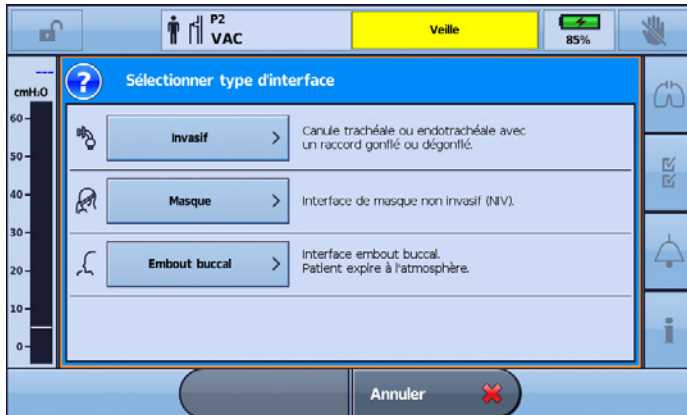 P2
VAC
Veille
85%
---
cmH₂O
60
50
40
30
20
10
0
?
Sélectionner type d'interface
Invasif
Canule trachéale ou endotrachéale avec
un raccord gonflé ou dégonflé.
Masque
Interface de masque non invasif (NIV).
Embout buccal
Interface embout buccal.
Patient expire à l'atmosphère.
i
Annuler